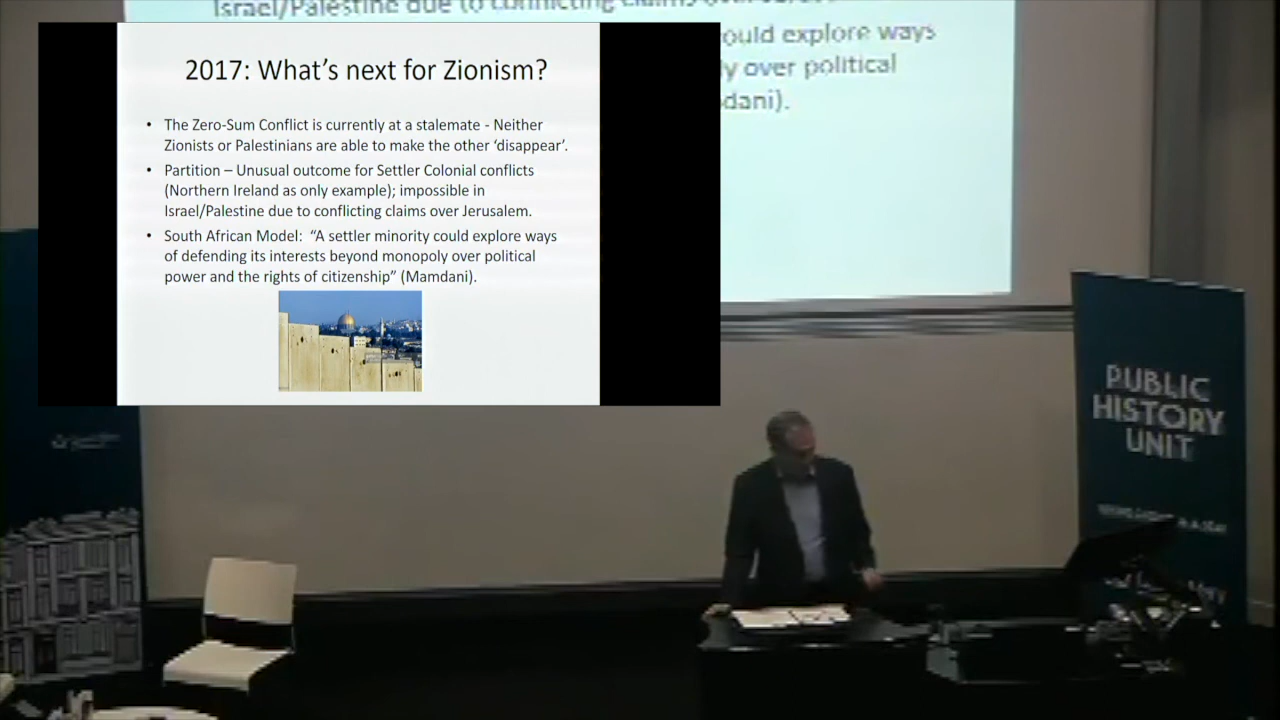 Israel/Palestine due to conflicting claims over
ould explore ways
y over political
dani).
2017: What's next for Zionism?
• The Zero-Sum Conflict is currently at a stalemate - Neither
Zionists or Palestinians are able to make the other 'disappear'.
• Partition – Unusual outcome for Settler Colonial conflicts
(Northern Ireland as only example); impossible in
Israel/Palestine due to conflicting claims over Jerusalem.
• South African Model: "A settler minority could explore ways
of defending its interests beyond monopoly over political
power and the rights of citizenship" (Mamdani).
PUBLIC
HISTORY
UNIT